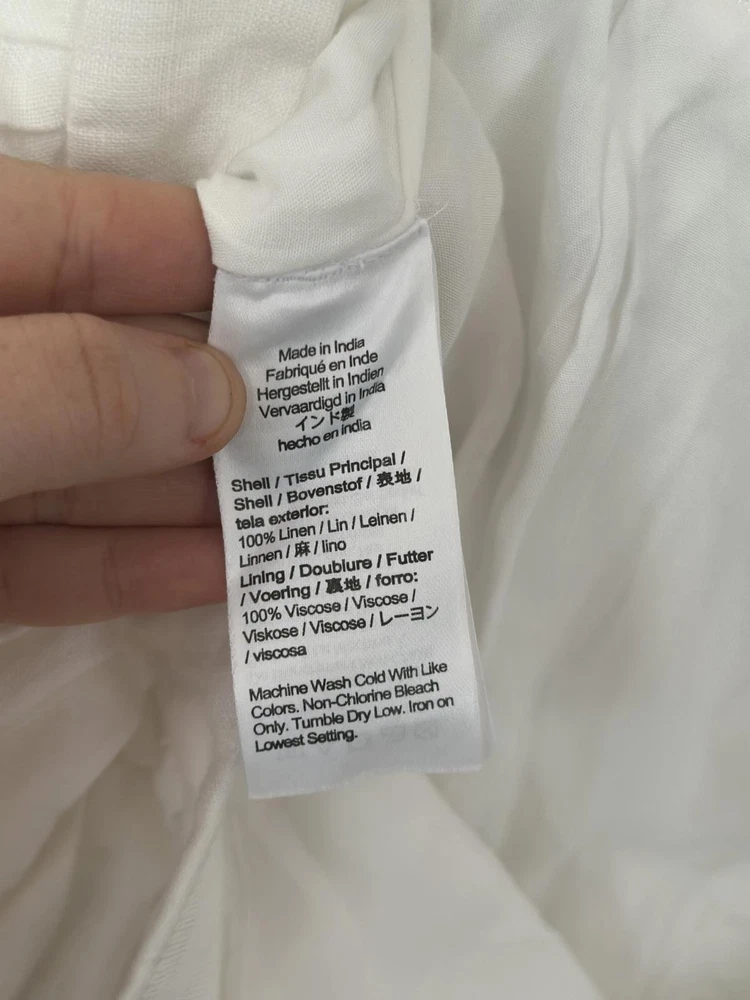 Made in India
Fabriqué en Inde
Hergestellt in Indien
Vervaardigd in India
インド製
hecho en india
Shell / Tissu Principal /
Shell / Bovenstof / 表地 /
tela exterior:
100% Linen / Lin / Leinen /
Linnen / 麻 / lino
Lining / Doublure / Futter
/ Voering / 裏地 / forro:
100% Viscose / Viscose /
Viskose / Viscose / レーヨン
/ viscosa
Machine Wash Cold With Like
Colors. Non-Chlorine Bleach
Only. Tumble Dry Low. Iron on
Lowest Setting.